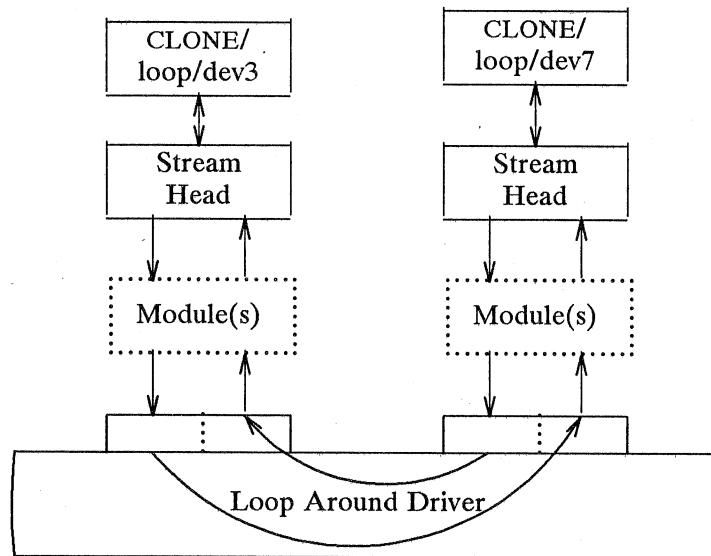 CLONE/
loop/dev3
CLONE/
loop/dev7
Stream
Head
Stream
Head
Module(s)
Module(s)
Loop Around Driver